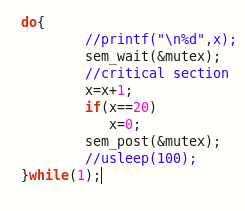 do{
//printf("\n%d",x);
sem_wait(&mutex);
//critical section
x=x+1;
if(x==20)
x=0;
sem_post(&mutex);
//usleep(100);
}while(1);